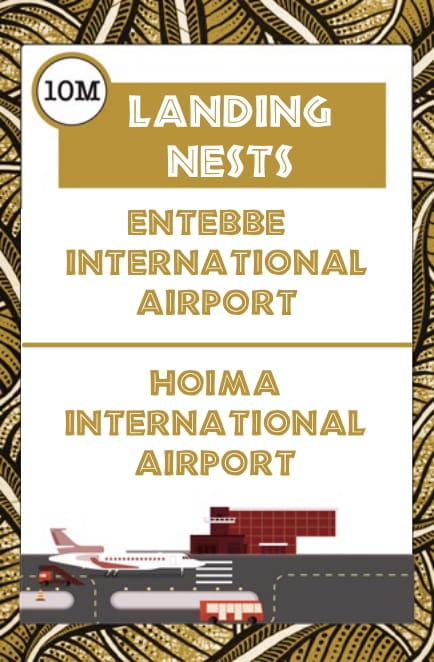 10M
LANDING
NESTS
ENTEBBE
INTERNATIONAL
AIRPORT
HOIMA
INTERNATIONAL
AIRPORT